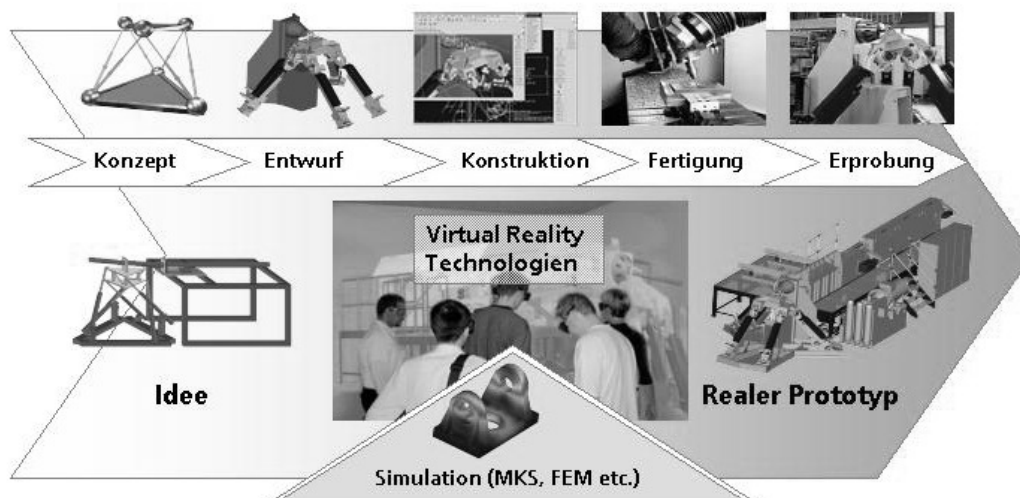 Konzept
Entwurf
Konstruktion
Fertigung
Erprobung
Virtual Reality
Technologien
Idee
Realer Prototyp
Simulation (MKS, FEM etc.)